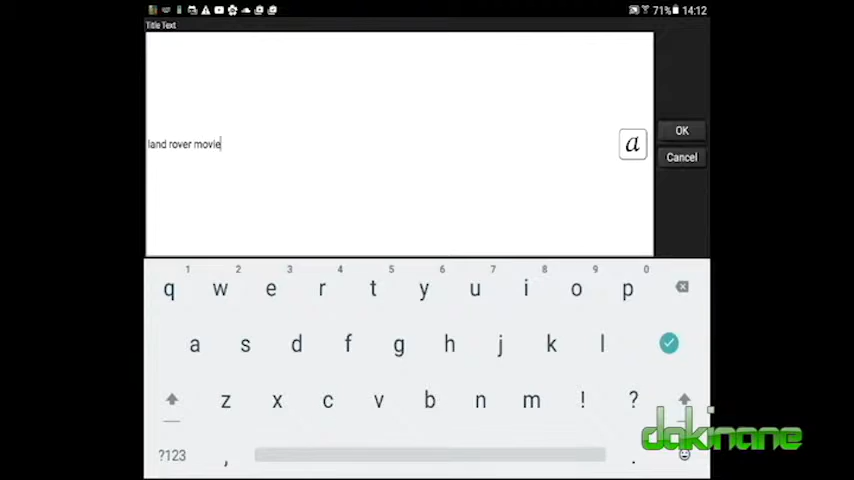 71% 14:12
Title Text
land rover movie
a
OK
Cancel
1 2 3 4 5 6 7 8 9 0
q w e r t y u i o p
a s d f g h j k l
z x c v b n m ! ?
?123 , .
dakinane